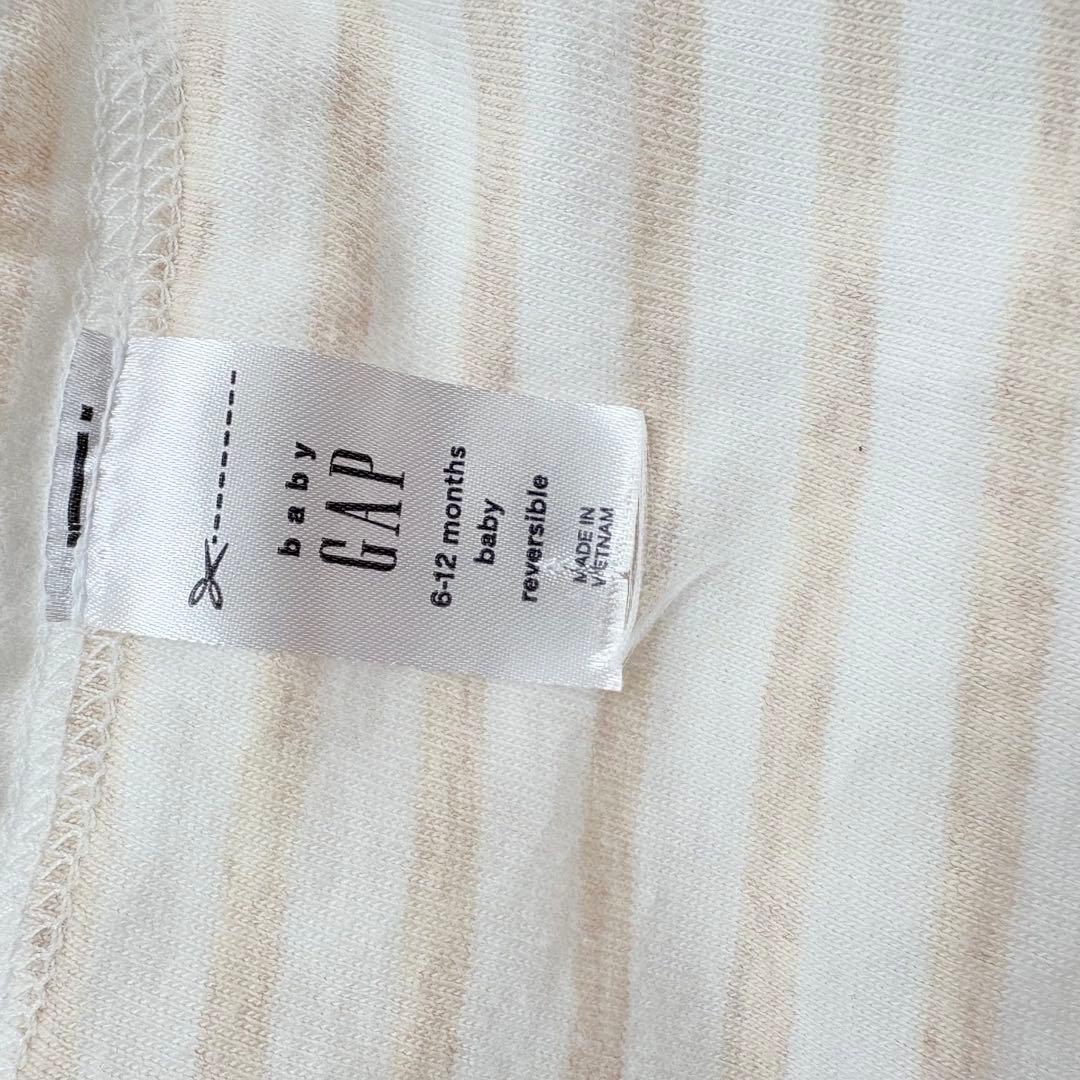 baby
GAP
6-12 months
baby
reversible
MADE IN
VIETNAM